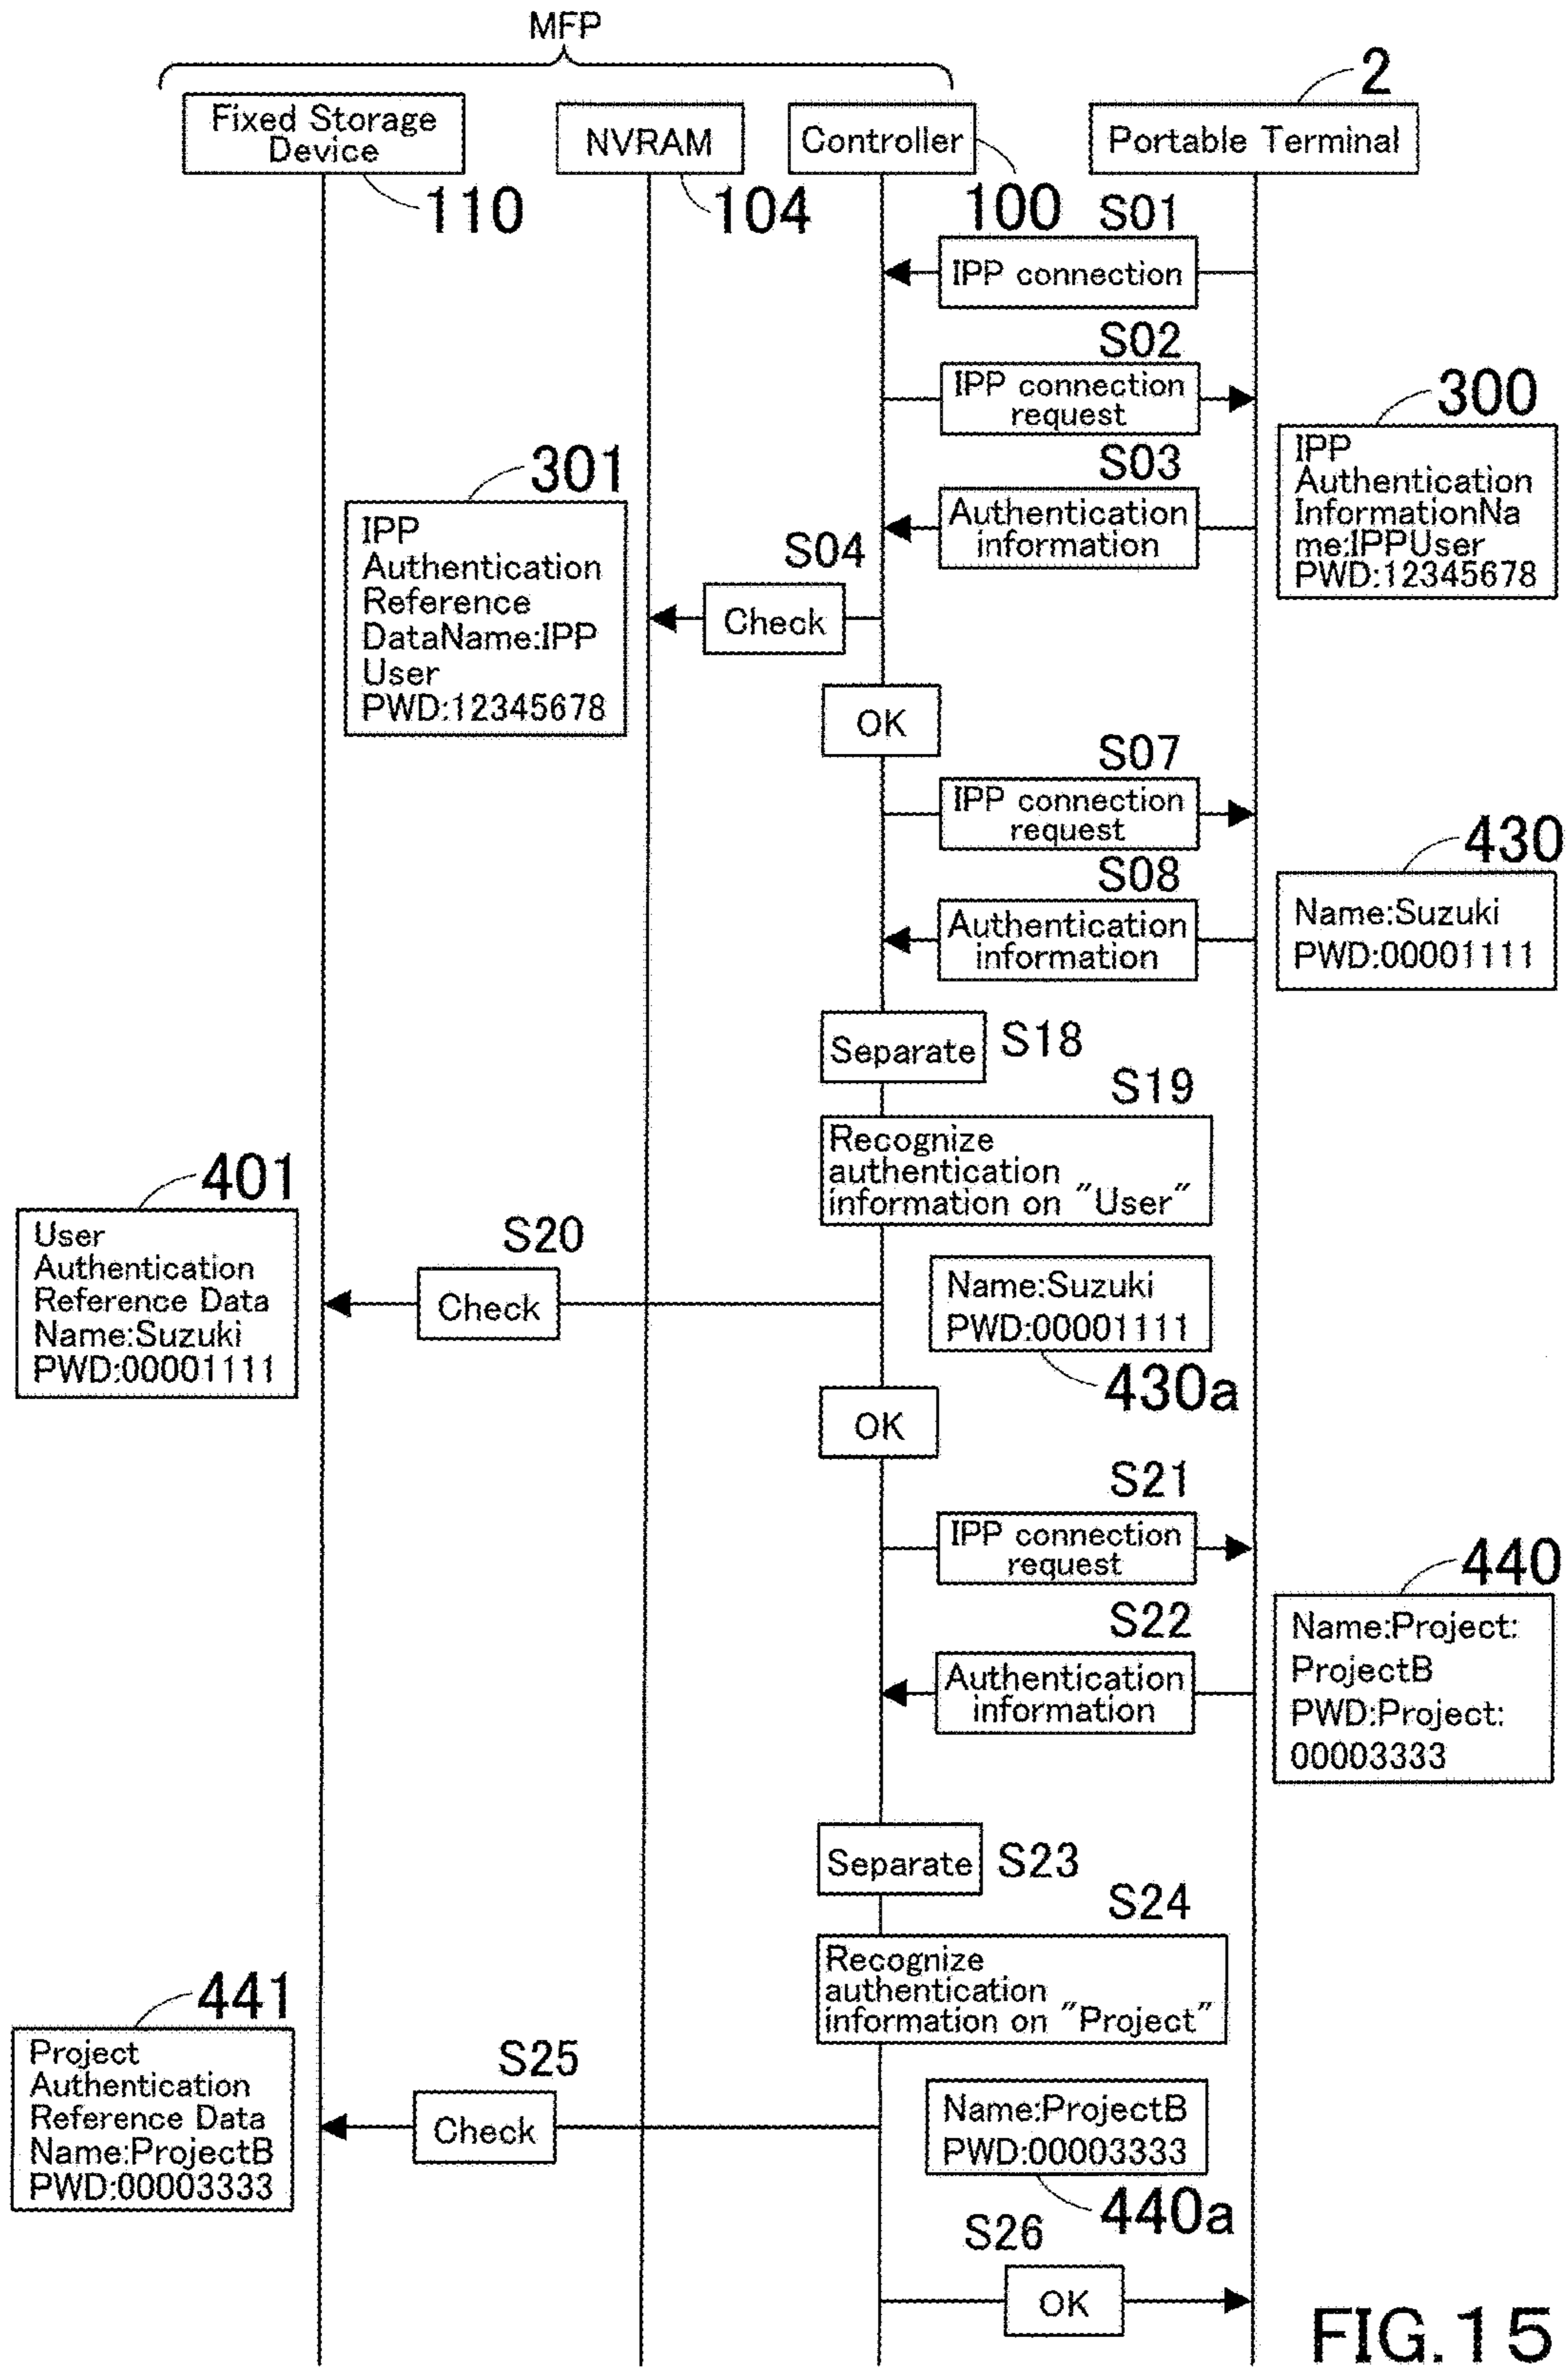 MFP
2
Fixed Storage
Device
NVRAM
Controller
Portable Terminal
110
104
100
S01
IPP connection
S02
IPP connection
request
300
IPP
Authentication
InformationNa
me:IPPUser
PWD:12345678
S03
Authentication
information
301
IPP
Authentication
Reference
DataName:IPP
User
PWD:12345678
S04
Check
OK
S07
IPP connection
request
430
Name:Suzuki
PWD:00001111
S08
Authentication
information
Separate
S18
S19
Recognize
authentication
information on "User"
401
User
Authentication
Reference Data
Name:Suzuki
PWD:00001111
S20
Check
Name:Suzuki
PWD:00001111
430a
OK
S21
IPP connection
request
440
Name:Project:
ProjectB
PWD:Project:
00003333
S22
Authentication
information
Separate
S23
S24
Recognize
authentication
information on "Project"
441
Project
Authentication
Reference Data
Name:ProjectB
PWD:00003333
S25
Check
Name:ProjectB
PWD:00003333
440a
S26
OK
FIG.15